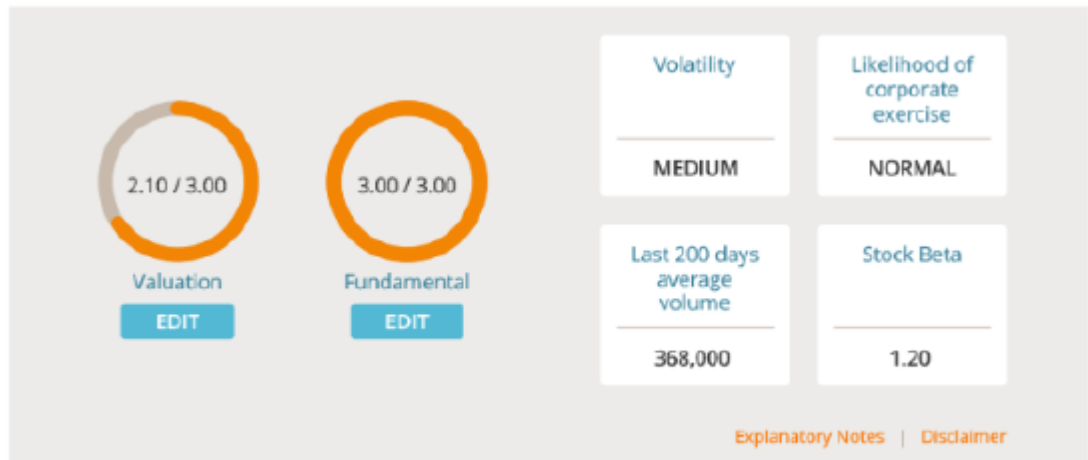 2.10 / 3.00
Valuation
EDIT
3.00 / 3.00
Fundamental
EDIT
Volatility
MEDIUM
Likelihood of
corporate
exercise
NORMAL
Last 200 days
average
volume
368,000
Stock Beta
1.20
Explanatory Notes | Disclaimer